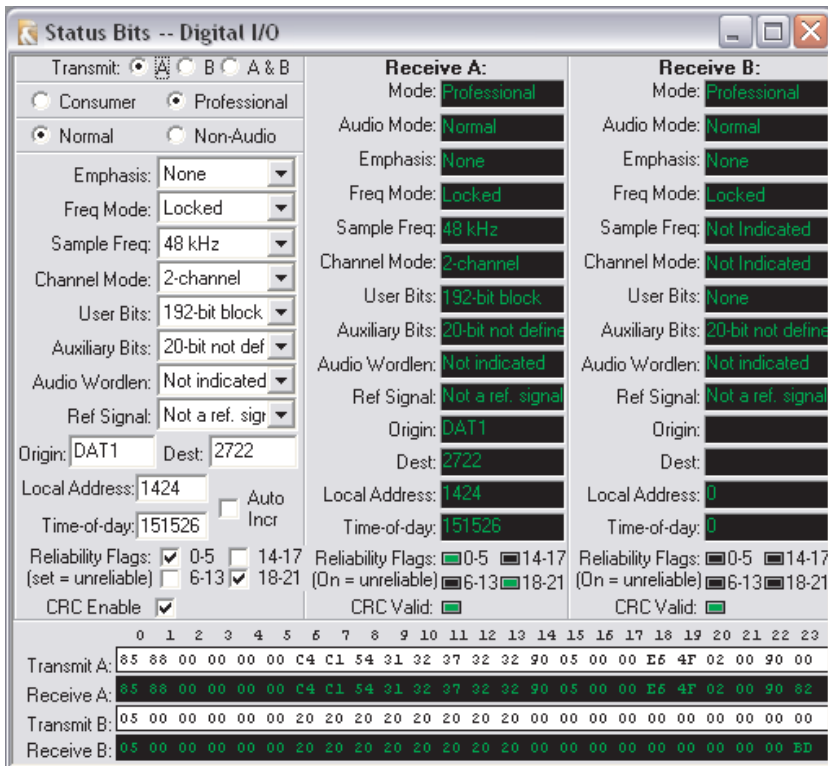 Status Bits -- Digital I/O
Transmit: A B A & B
Consumer Professional
Normal Non-Audio
Emphasis: None
Freq Mode: Locked
Sample Freq: 48 kHz
Channel Mode: 2-channel
User Bits: 192-bit block
Auxiliary Bits: 20-bit not def
Audio Wordlen: Not indicated
Ref Signal: Not a ref. sigr
Origin: DAT1 Dest: 2722
Local Address: 1424
Auto Incr
Time-of-day: 151526
Reliability Flags: 0-5 14-17
(set = unreliable) 6-13 18-21
CRC Enable
Receive A:
Mode: Professional
Audio Mode: Normal
Emphasis: None
Freq Mode: Locked
Sample Freq: 48 kHz
Channel Mode: 2-channel
User Bits: 192-bit block
Auxiliary Bits: 20-bit not define
Audio Wordlen: Not indicated
Ref Signal: Not a ref. signal
Origin: DAT1
Dest: 2722
Local Address: 1424
Time-of-day: 151526
Reliability Flags: 0-5 14-17
(On = unreliable) 6-13 18-21
CRC Valid:
Receive B:
Mode: Professional
Audio Mode: Normal
Emphasis: None
Freq Mode: Locked
Sample Freq: Not Indicated
Channel Mode: Not Indicated
User Bits: None
Auxiliary Bits: 20-bit not define
Audio Wordlen: Not indicated
Ref Signal: Not a ref. signal
Origin:
Dest:
Local Address: 0
Time-of-day: 0
Reliability Flags: 0-5 14-17
(On = unreliable) 6-13 18-21
CRC Valid:
0 1 2 3 4 5 6 7 8 9 10 11 12 13 14 15 16 17 18 19 20 21 22 23
Transmit A: 85 88 00 00 00 00 C4 C1 54 31 32 37 32 32 90 05 00 00 E6 4F 02 00 90 00
Receive A: 85 88 00 00 00 00 C4 C1 54 31 32 37 32 32 90 05 00 00 E6 4F 02 00 90 82
Transmit B: 05 00 00 00 00 00 20 20 20 20 20 20 20 20 00 00 00 00 00 00 00 00 00 00
Receive B: 05 00 00 00 00 00 20 20 20 20 20 20 20 20 00 00 00 00 00 00 00 00 00 BD